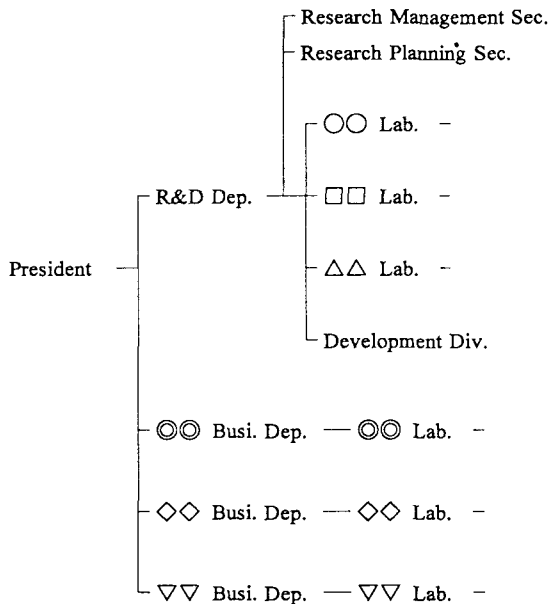 Research Management Sec.
Research Planning Sec.
○○ Lab.
R&D Dep.
□□ Lab.
President
△△ Lab.
Development Div.
◎◎ Busi. Dep. ◎◎ Lab.
◇◇ Busi. Dep. ◇◇ Lab.
▽▽ Busi. Dep. ▽▽ Lab.